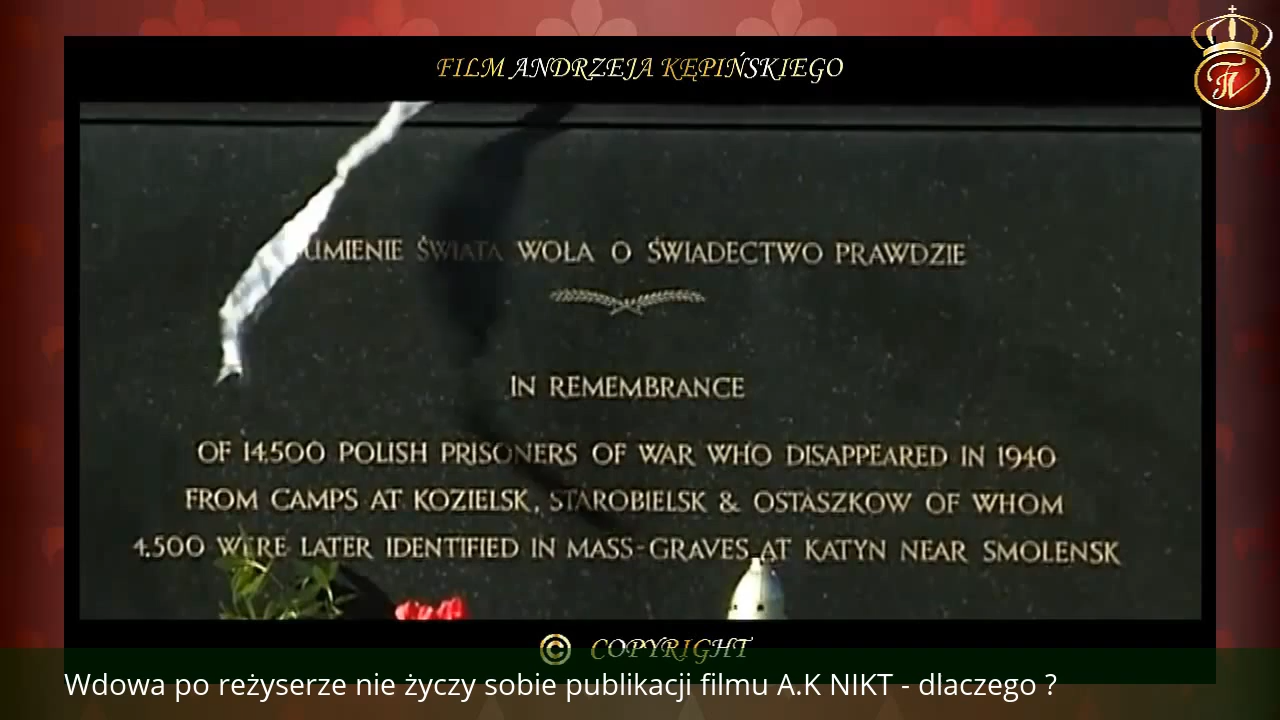 FILM ANDRZEJA KĘPIŃSKIEGO
UMIENIE ŚWIATA WOLA O ŚWIADECTWO PRAWDZIE
IN REMEMBRANCE
OF 14.500 POLISH PRISONERS OF WAR WHO DISAPPEARED IN 1940
FROM CAMPS AT KOZIELSK, STAROBIELSK & OSTASZKOW OF WHOM
4.500 WERE LATER IDENTIFIED IN MASS-GRAVES AT KATYN NEAR SMOLENSK
© COPYRIGHT
Wdowa po reżyserze nie życzy sobie publikacji filmu A.K NIKT - dlaczego ?